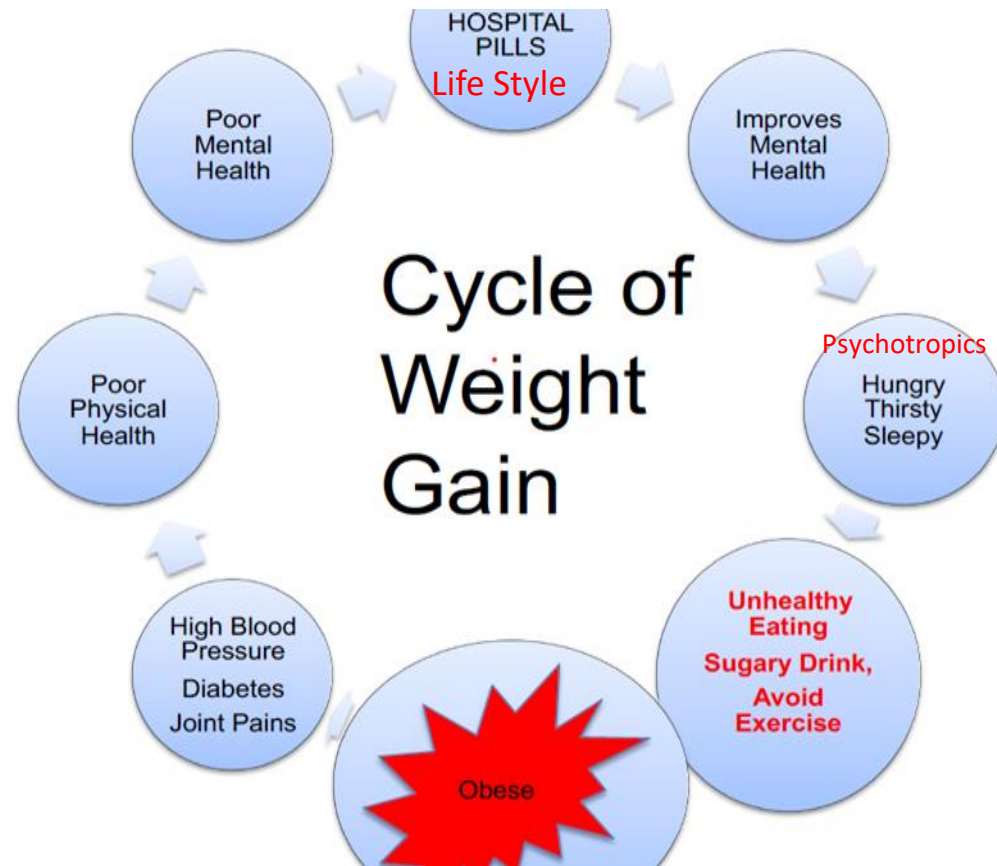 HOSPITAL
PILLS
Life Style
Improves
Mental
Health
Psychotropics
Hungry
Thirsty
Sleepy
Unhealthy
Eating
Sugary Drink,
Avoid
Exercise
Obese
High Blood
Pressure
Diabetes
Joint Pains
Poor
Physical
Health
Poor
Mental
Health
Cycle of
Weight
Gain